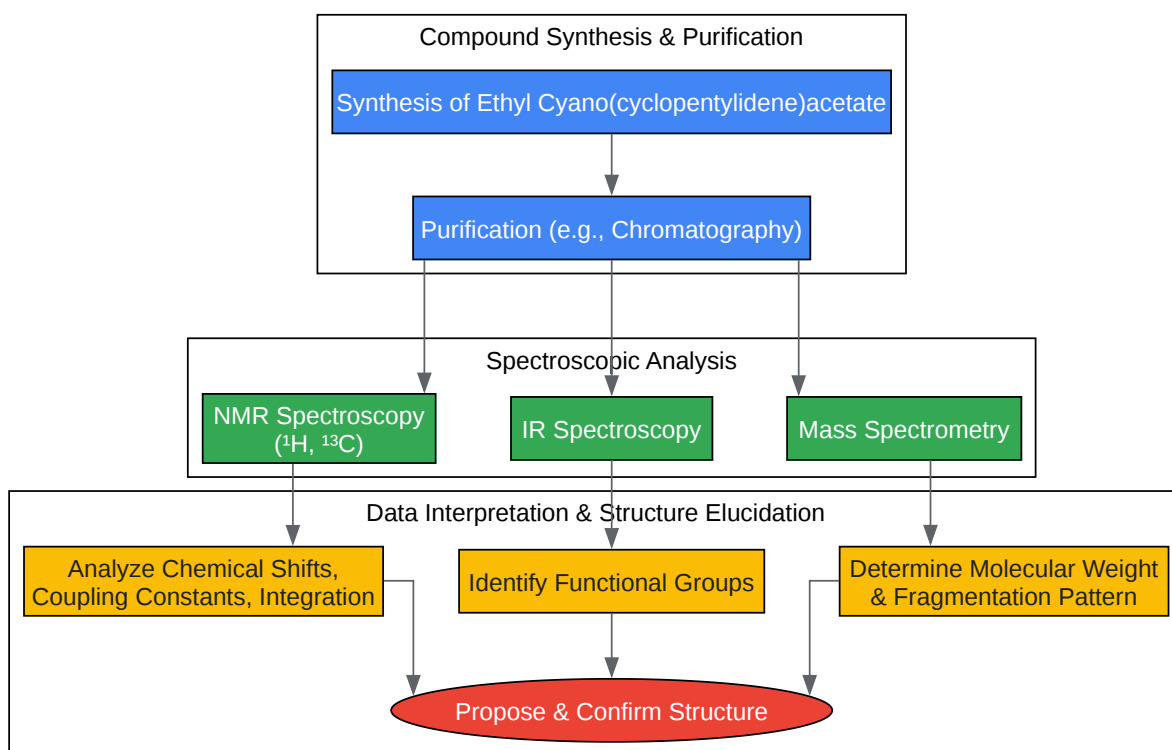 Compound Synthesis & Purification
Synthesis of Ethyl Cyano(cyclopentylidene)acetate
Purification (e.g., Chromatography)
Spectroscopic Analysis
NMR Spectroscopy
(¹H, ¹³C)
IR Spectroscopy
Mass Spectrometry
Data Interpretation & Structure Elucidation
Analyze Chemical Shifts,
Coupling Constants, Integration
Identify Functional Groups
Determine Molecular Weight
& Fragmentation Pattern
Propose & Confirm Structure